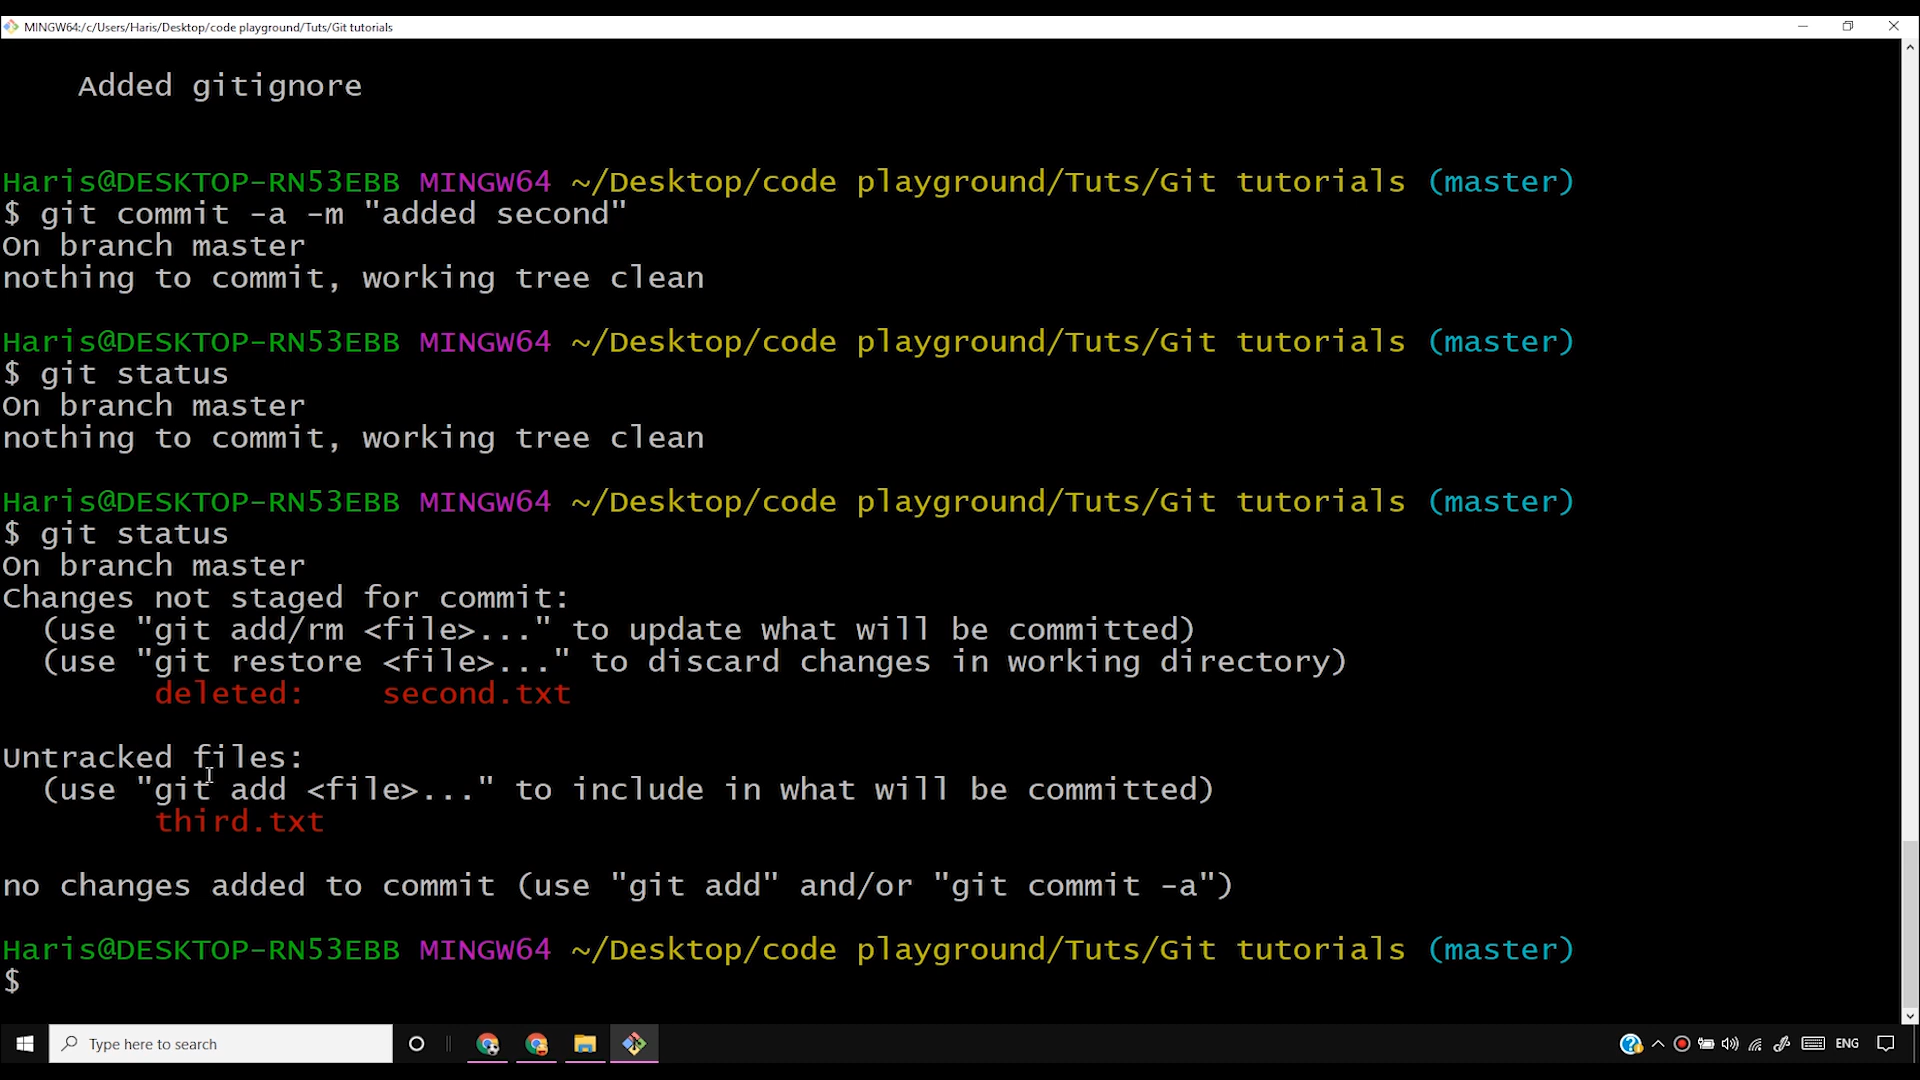 MINGW64:/c/Users/Haris/Desktop/code playground/Tuts/Git tutorials
Added gitignore
Haris@DESKTOP-RN53EBB MINGW64 ~/Desktop/code playground/Tuts/Git tutorials (master)
$ git commit -a -m "added second"
On branch master
nothing to commit, working tree clean
Haris@DESKTOP-RN53EBB MINGW64 ~/Desktop/code playground/Tuts/Git tutorials (master)
$ git status
On branch master
nothing to commit, working tree clean
Haris@DESKTOP-RN53EBB MINGW64 ~/Desktop/code playground/Tuts/Git tutorials (master)
$ git status
On branch master
Changes not staged for commit:
(use "git add/rm <file>..." to update what will be committed)
(use "git restore <file>..." to discard changes in working directory)
deleted: second.txt
Untracked files:
(use "git add <file>..." to include in what will be committed)
third.txt
no changes added to commit (use "git add" and/or "git commit -a")
Haris@DESKTOP-RN53EBB MINGW64 ~/Desktop/code playground/Tuts/Git tutorials (master)
$
Type here to search
ENG